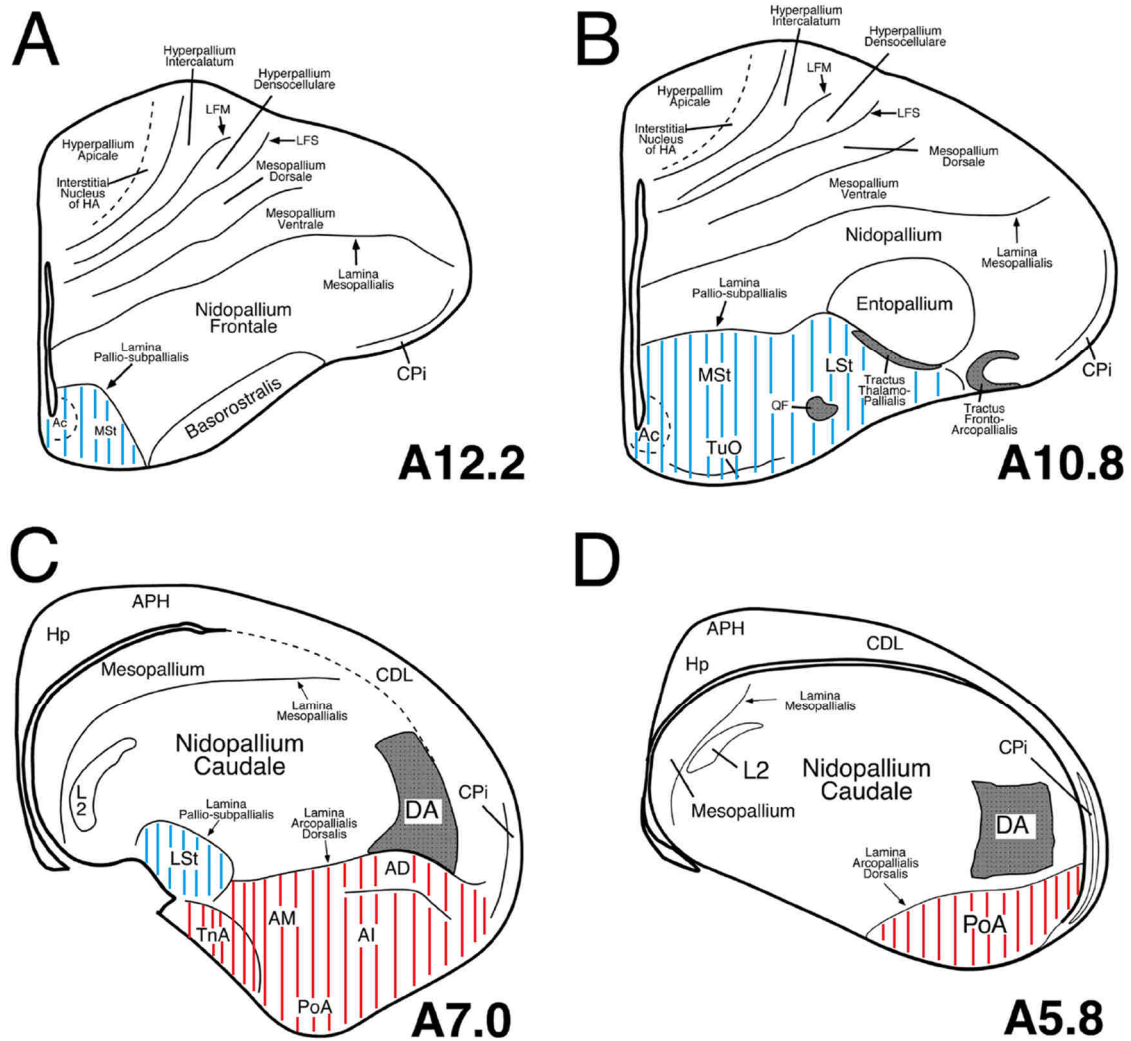 A
Hyperpallium
Intercalatum
Hyperpallium
Densocellulare
LFM
LFS
Hyperpallium
Apicale
Interstitial
Nucleus
of HA
Mesopallium
Dorsale
Mesopallium
Ventrale
Lamina
Mesopallialis
Nidopallium
Frontale
Lamina
Pallio-subpallialis
CPi
Basorostralis
Ac
MSt
A12.2
B
Hyperpallium
Intercalatum
Hyperpallium
Densocellulare
LFM
Hyperpallim
Apicale
LFS
Interstitial
Nucleus
of HA
Mesopallium
Dorsale
Mesopallium
Ventrale
Nidopallium
Lamina
Mesopallialis
Lamina
Pallio-subpallialis
Entopallium
MSt
LSt
CPi
Tractus
Thalamo-
Pallialis
QF
Tractus
Fronto-
Arcopallialis
Ac
TuO
A10.8
C
APH
Hp
Mesopallium
CDL
Lamina
Mesopallialis
Nidopallium
Caudale
L
2
Lamina
Pallio-subpallialis
Lamina
Arcopallialis
Dorsalis
DA
CPi
LSt
AD
AM
TnA
AI
PoA
A7.0
D
APH
CDL
Hp
Lamina
Mesopallialis
L2
CPi
Nidopallium
Caudale
Mesopallium
DA
Lamina
Arcopallialis
Dorsalis
PoA
A5.8